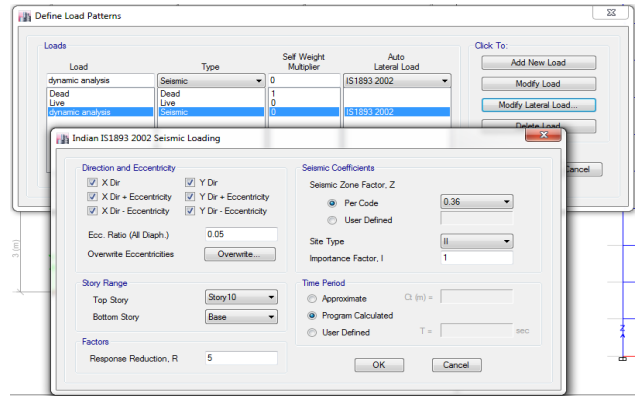 Define Load Patterns
Loads
Click To:
Self Weight Auto
Load Type Multiplier Lateral Load
dynamic analysis Seismic 0 IS1893 2002
Dead Dead 1
Live Live 0
dynamic analysis Seismic 0 IS1893 2002
Add New Load
Modify Load
Modify Lateral Load...
Delete Load
Cancel
Indian IS1893 2002 Seismic Loading
Direction and Eccentricity
X Dir Y Dir
X Dir + Eccentricity Y Dir + Eccentricity
X Dir - Eccentricity Y Dir - Eccentricity
Ecc. Ratio (All Diaph.) 0.05
Overwrite Eccentricities Overwrite...
Story Range
Top Story Story10
Bottom Story Base
Factors
Response Reduction, R 5
Seismic Coefficients
Seismic Zone Factor, Z
Per Code 0.36
User Defined
Site Type II
Importance Factor, I 1
Time Period
Approximate Ct (m) =
Program Calculated
User Defined T = sec
OK Cancel
3 (m)
Z